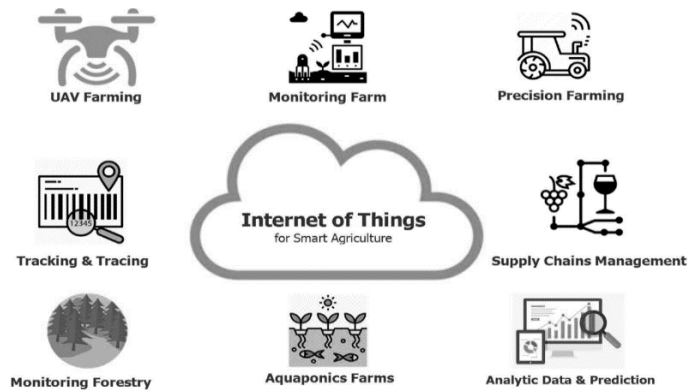 UAV Farming
Monitoring Farm
Precision Farming
Internet of Things
for Smart Agriculture
12345
Tracking & Tracing
Supply Chains Management
Monitoring Forestry
Aquaponics Farms
Analytic Data & Prediction